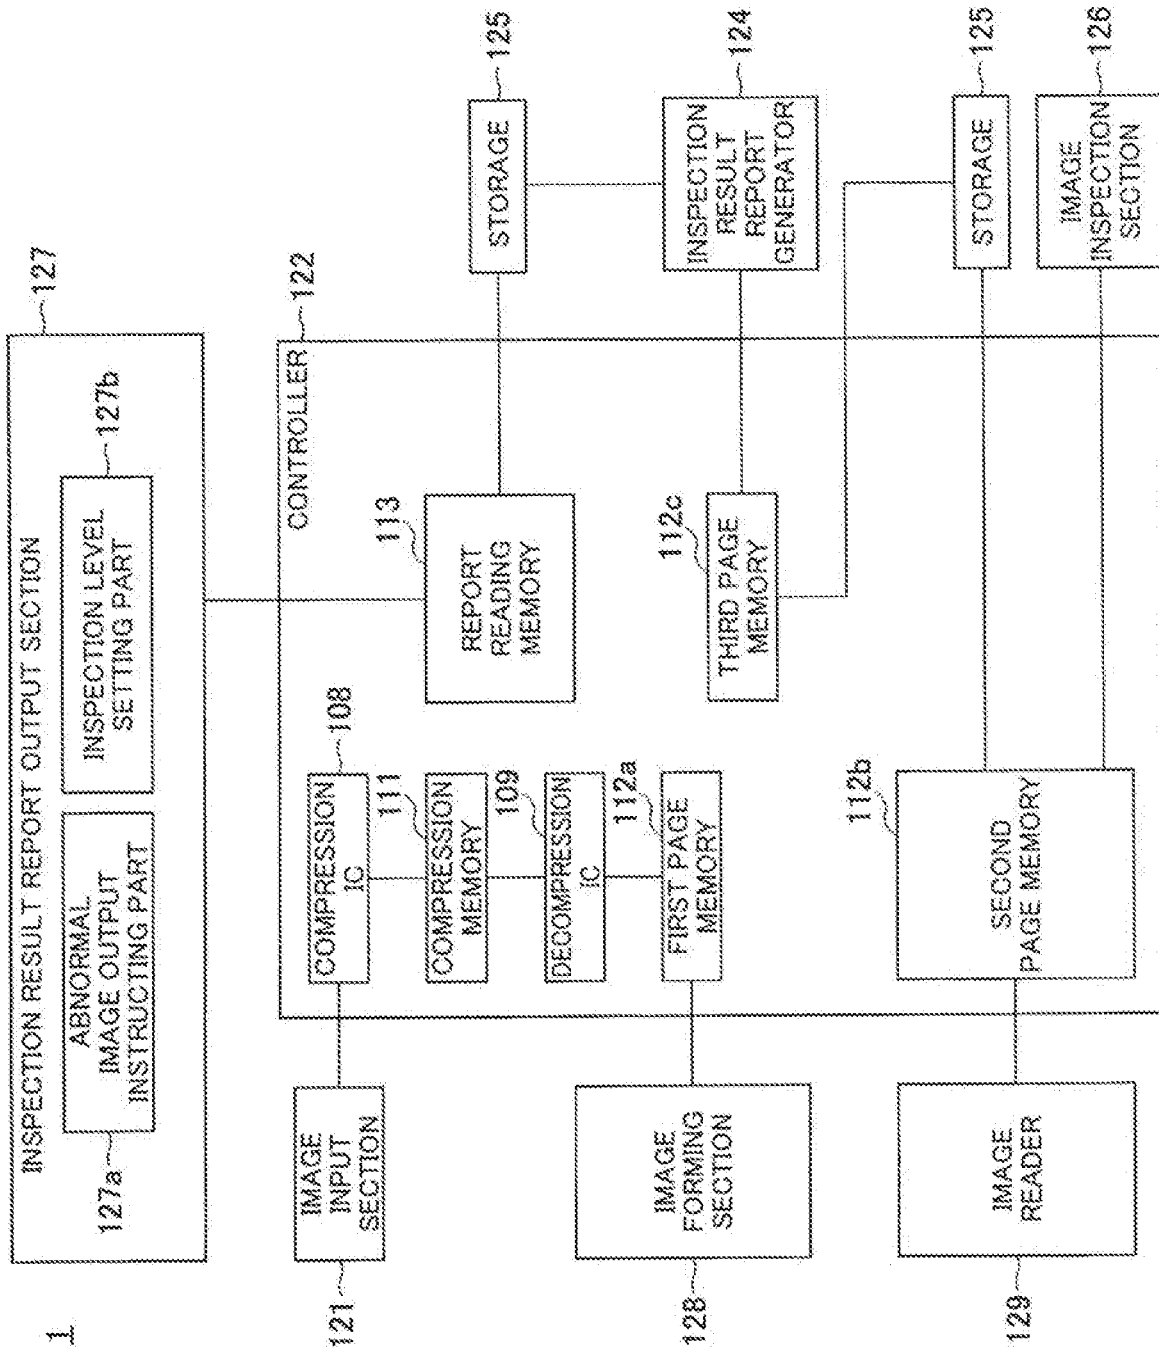 1
INSPECTION RESULT REPORT OUTPUT SECTION
127
127a
ABNORMAL
IMAGE OUTPUT
INSTRUCTING PART
INSPECTION LEVEL
SETTING PART
127b
CONTROLLER
122
121
IMAGE
INPUT
SECTION
COMPRESSION
IC
108
111
COMPRESSION
MEMORY
109
DECOMPRESSION
IC
112a
FIRST PAGE
MEMORY
113
REPORT
READING
MEMORY
STORAGE
125
128
IMAGE
FORMING
SECTION
112c
THIRD PAGE
MEMORY
INSPECTION
RESULT
REPORT
GENERATOR
124
129
IMAGE
READER
112b
SECOND
PAGE MEMORY
STORAGE
125
IMAGE
INSPECTION
SECTION
126